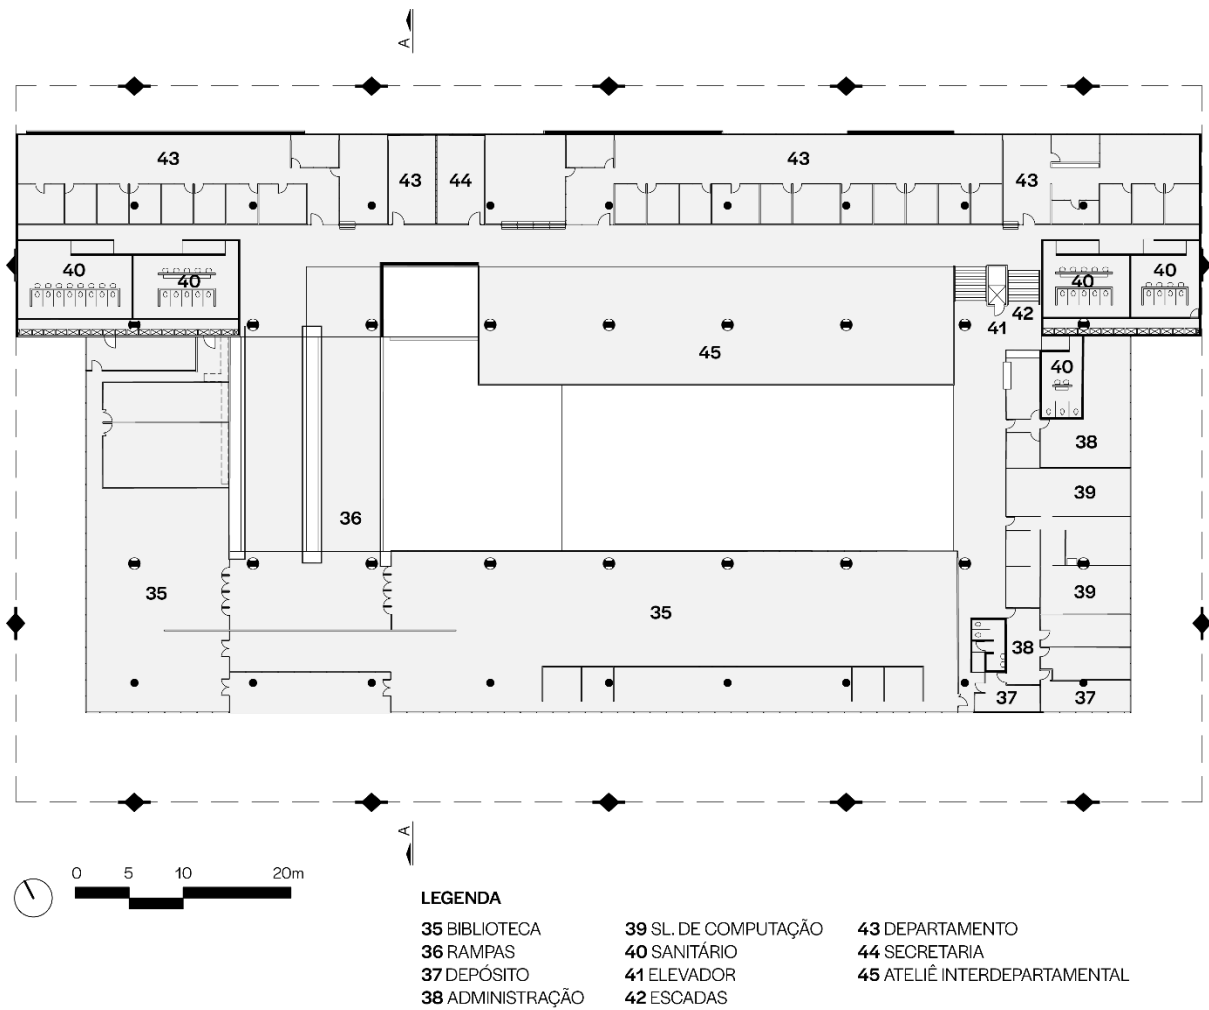 A
43
43
44
43
43
40
40
40
40
41
42
45
40
38
36
39
35
35
39
38
37
37
A
0 5 10 20m
LEGENDA
35 BIBLIOTECA
36 RAMPAS
37 DEPÓSITO
38 ADMINISTRAÇÃO
39 SL. DE COMPUTAÇÃO
40 SANITÁRIO
41 ELEVADOR
42 ESCADAS
43 DEPARTAMENTO
44 SECRETARIA
45 ATELIÊ INTERDEPARTAMENTAL